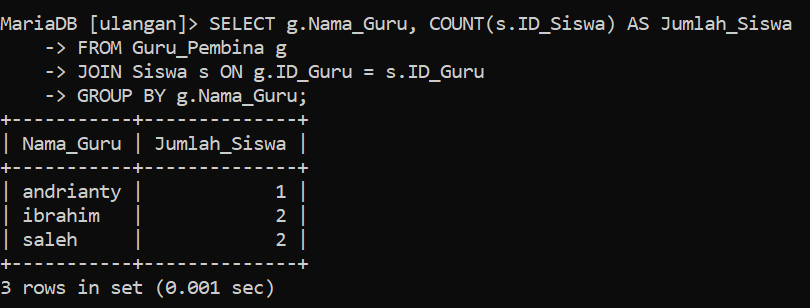 MariaDB [ulangan]> SELECT g.Nama_Guru, COUNT(s.ID_Siswa) AS Jumlah_Siswa
    -> FROM Guru_Pembina g
    -> JOIN Siswa s ON g.ID_Guru = s.ID_Guru
    -> GROUP BY g.Nama_Guru;
+-----------+--------------+
| Nama_Guru | Jumlah_Siswa |
+-----------+--------------+
| andrianty |            1 |
| ibrahim   |            2 |
| saleh     |            2 |
+-----------+--------------+
3 rows in set (0.001 sec)